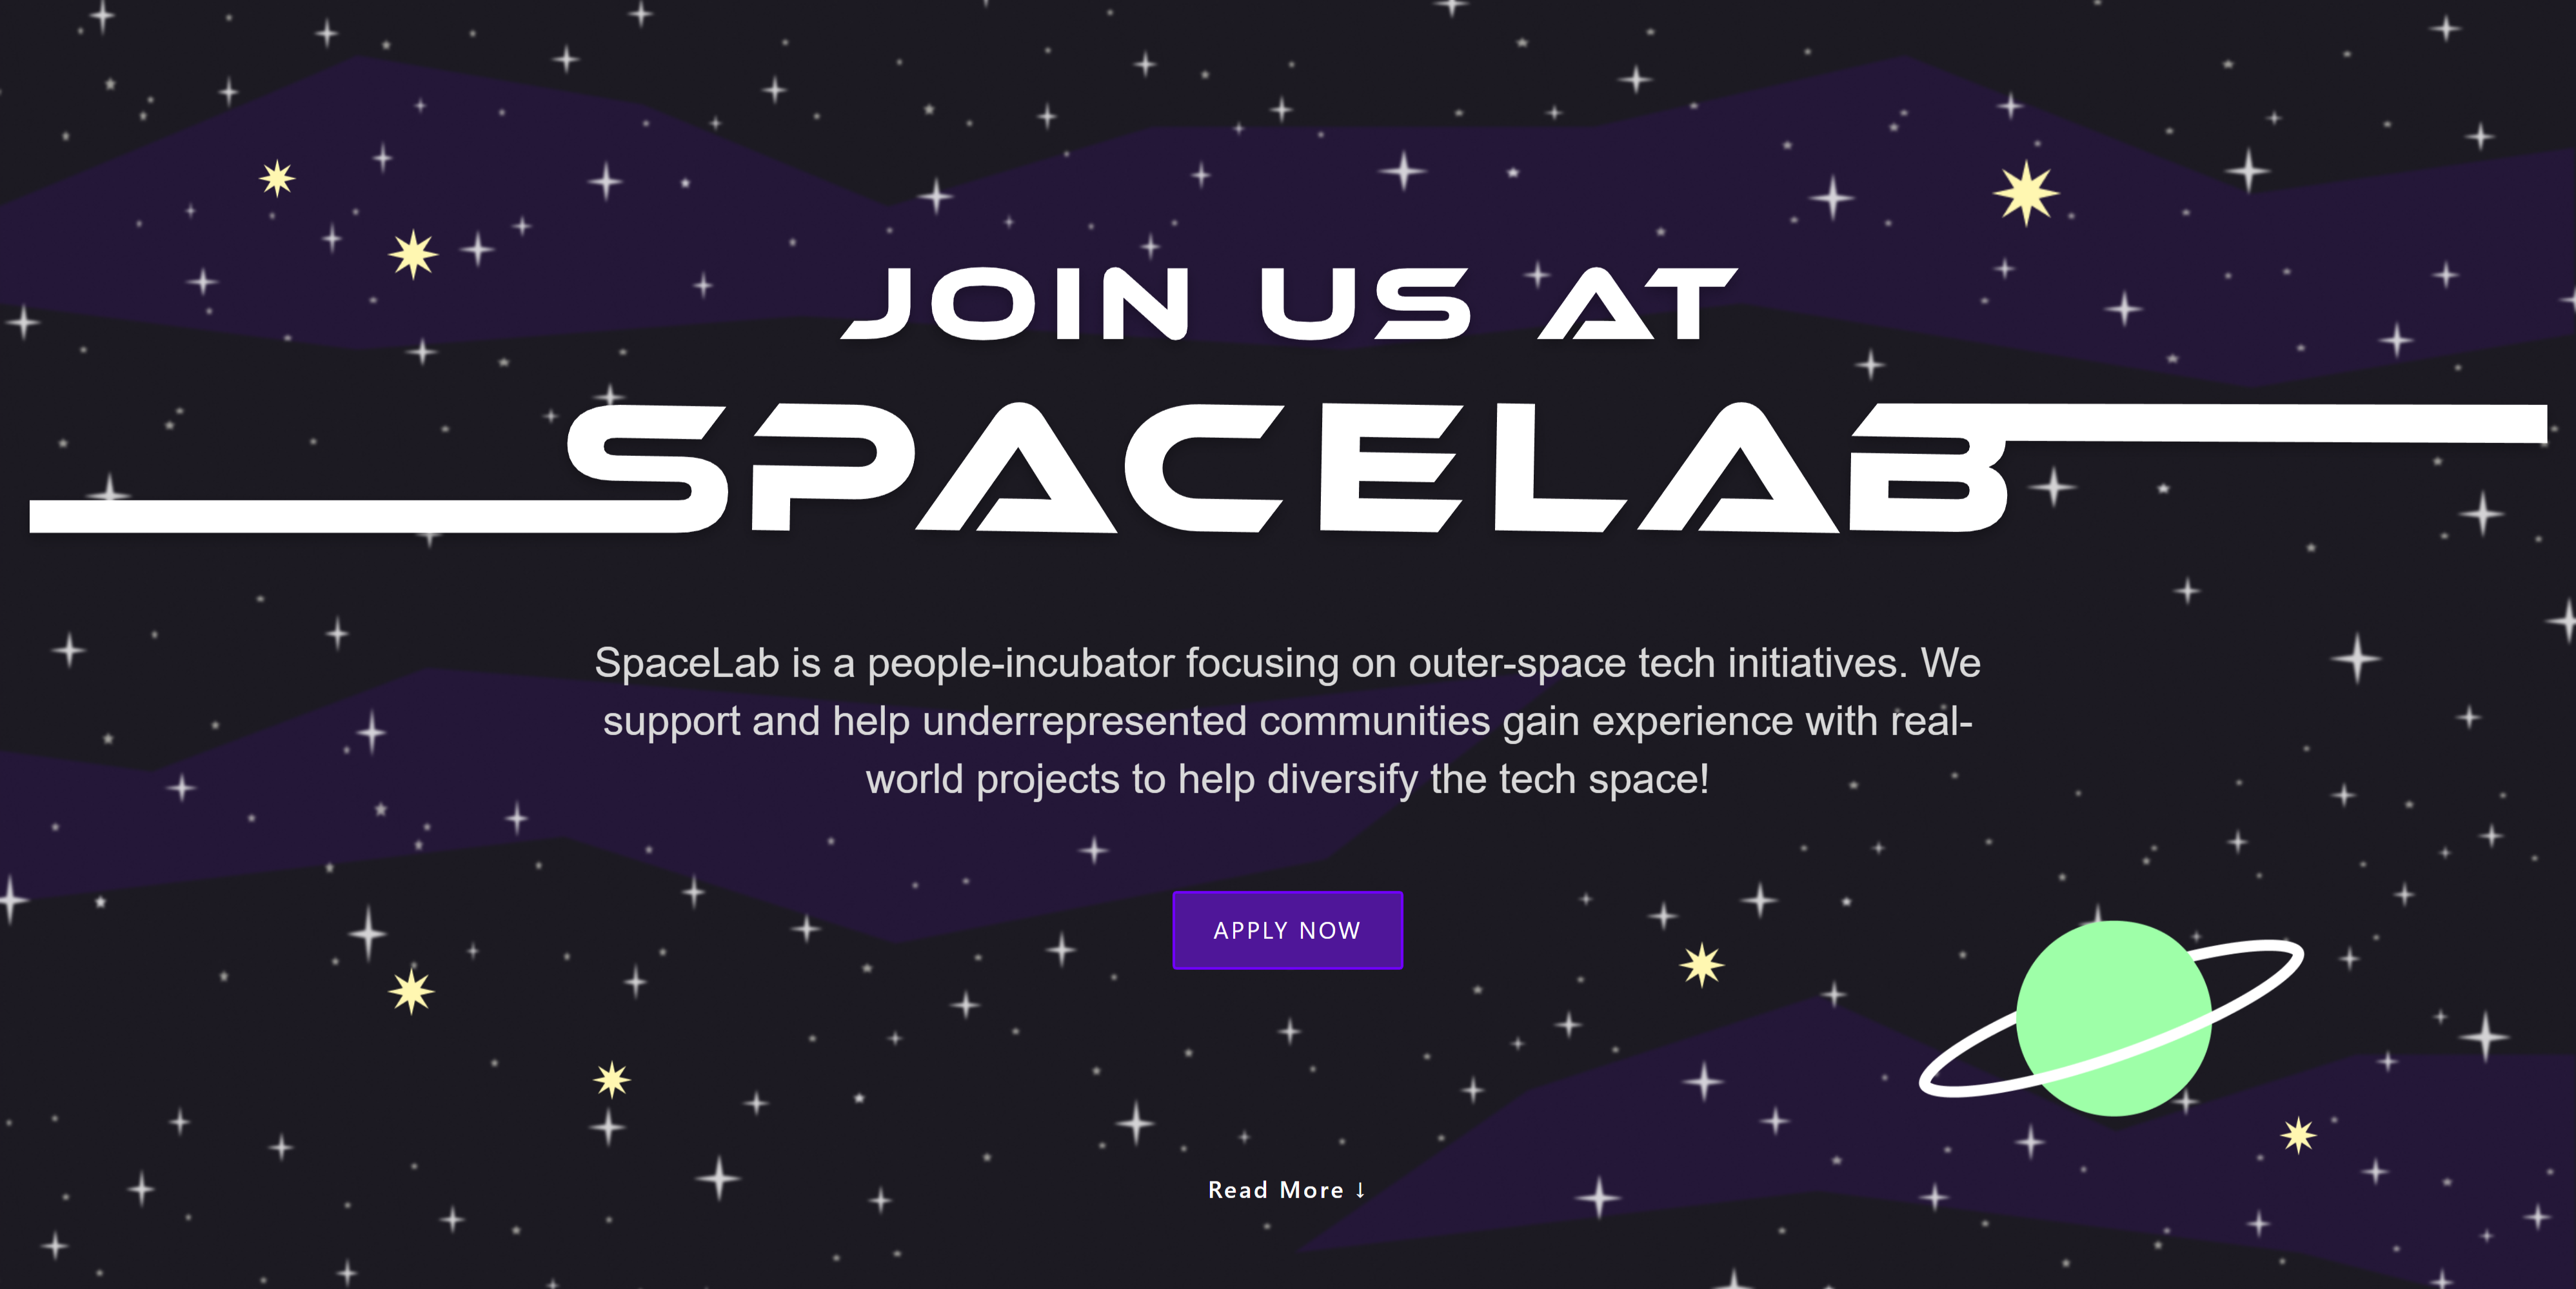 JOIN US AT
SPACELAB
SpaceLab is a people-incubator focusing on outer-space tech initiatives. We
support and help underrepresented communities gain experience with real-
world projects to help diversify the tech space!
APPLY NOW
Read More ↓